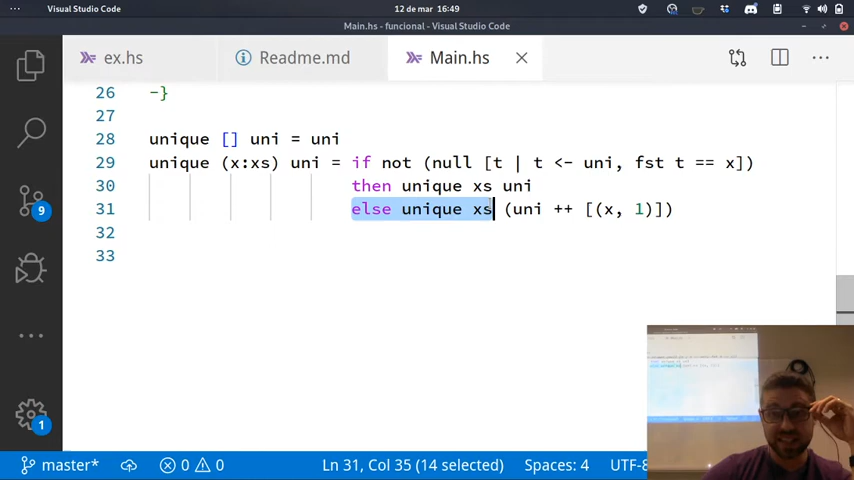 Visual Studio Code
12 de mar 16:49
Main.hs - funcional - Visual Studio Code
ex.hs
Readme.md
Main.hs
26 -}
27
28 unique [] uni = uni
29 unique (x:xs) uni = if not (null [t | t <- uni, fst t == x])
30 then unique xs uni
31 else unique xs (uni ++ [(x, 1)])
32
33
9
1
master*
0
0
Ln 31, Col 35 (14 selected)
Spaces: 4
UTF-8